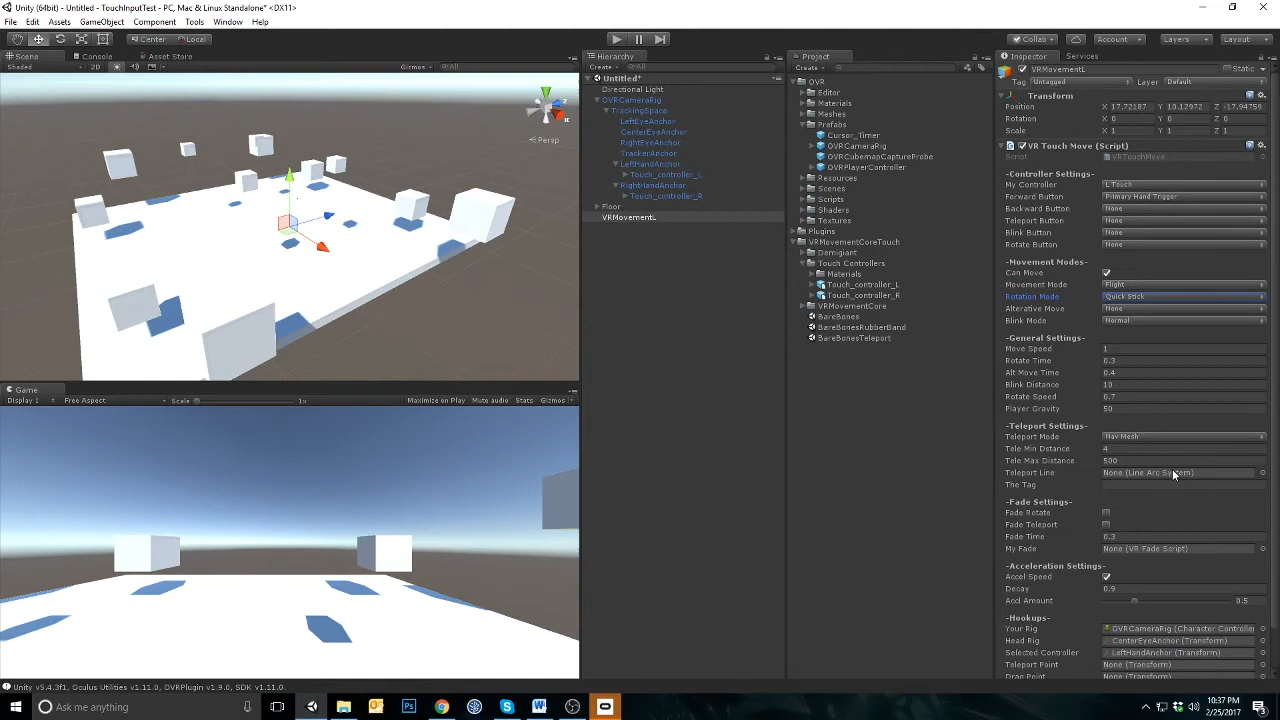 Unity (64bit) - Untitled - TouchInputTest - PC, Mac & Linux Standalone* <DX11>
File Edit Assets GameObject Component Tools Window Help
Center Local Collab Account Layers Layout
Scene Console Asset Store
Shaded 2D Gizmos All
Persp
Game
Display 1 Free Aspect Scale 1x Maximize on Play Mute audio Stats Gizmos
Hierarchy
Create All
Untitled*
Directional Light
OVRCameraRig
TrackingSpace
LeftEyeAnchor
CenterEyeAnchor
RightEyeAnchor
TrackerAnchor
LeftHandAnchor
Touch_controller_L
RightHandAnchor
Touch_controller_R
Floor
VRMovementL
Project
Create
OVR
Editor
Materials
Meshes
Prefabs
Cursor_Timer
OVRCameraRig
OVRCubemapCaptureProbe
OVRPlayerController
Resources
Scenes
Scripts
Shaders
Textures
Plugins
VRMovementCoreTouch
Demigiant
Touch Controllers
Materials
Touch_controller_L
Touch_controller_R
VRMovementCore
BareBones
BareBonesRubberBand
BareBonesTeleport
Inspector Services
VRMovementL Static
Tag Untagged Layer Default
Transform
Position X 17.72187 Y 10.12972 Z -17.94759
Rotation X 0 Y 0 Z 0
Scale X 1 Y 1 Z 1
VR Touch Move (Script)
Script VRTouchMove
-Controller Settings-
My Controller L Touch
Forward Button Primary Hand Trigger
Backward Button None
Teleport Button None
Blink Button None
Rotate Button None
-Movement Modes-
Can Move
Movement Mode Flight
Rotation Mode Quick Stick
Alterative Move None
Blink Mode Normal
-General Settings-
Move Speed 1
Rotate Time 0.3
Alt Move Time 0.4
Blink Distance 10
Rotate Speed 0.7
Player Gravity 50
-Teleport Settings-
Teleport Mode Nav Mesh
Tele Min Dstance 4
Tele Max Distance 500
Teleport Line None (Line Arc System)
The Tag
-Fade Settings-
Fade Rotate
Fade Teleport
Fade Time 0.3
My Fade None (VR Fade Script)
-Acceleration Settings-
Accel Speed
Decay 0.9
Accl Amount 0.5
-Hookups-
Your Rig OVRCameraRig (Character Controller
Head Rig CenterEyeAnchor (Transform)
Selected Controller LeftHandAnchor (Transform)
Teleport Point None (Transform)
Drag Point None (Transform)
Unity v5.4.3f1, Oculus Utilities v1.11.0, OVRPlugin v1.9.0, SDK v1.11.0.
Ask me anything
10:37 PM
2/25/2017